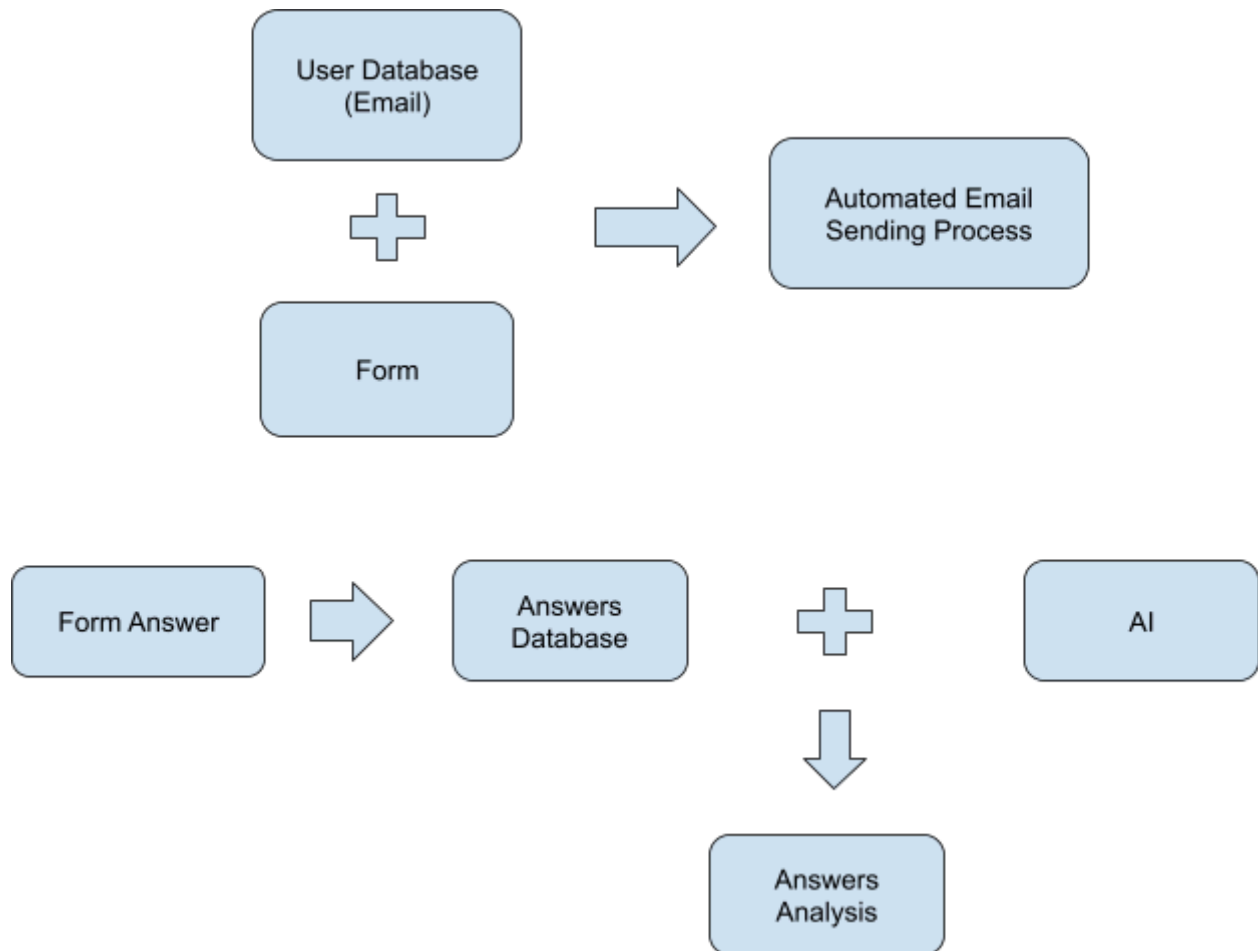 User Database
(Email)
Automated Email
Sending Process
Form
Form Answer
Answers
Database
AI
Answers
Analysis